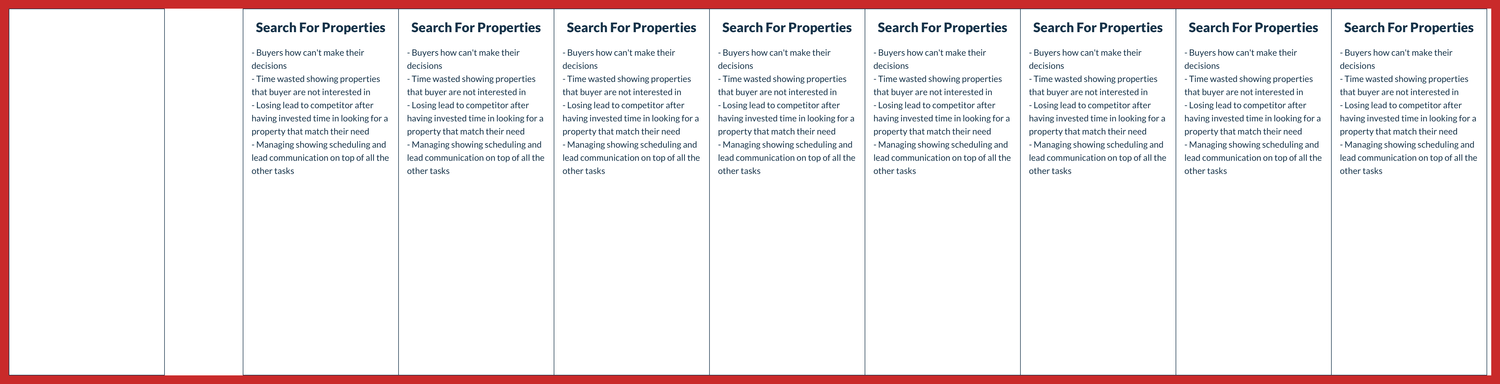 Search For Properties
- Buyers how can't make their
decisions
- Time wasted showing properties
that buyer are not interested in
- Losing lead to competitor after
having invested time in looking for a
property that match their need
- Managing showing scheduling and
lead communication on top of all the
other tasks
Search For Properties
- Buyers how can't make their
decisions
- Time wasted showing properties
that buyer are not interested in
- Losing lead to competitor after
having invested time in looking for a
property that match their need
- Managing showing scheduling and
lead communication on top of all the
other tasks
Search For Properties
- Buyers how can't make their
decisions
- Time wasted showing properties
that buyer are not interested in
- Losing lead to competitor after
having invested time in looking for a
property that match their need
- Managing showing scheduling and
lead communication on top of all the
other tasks
Search For Properties
- Buyers how can't make their
decisions
- Time wasted showing properties
that buyer are not interested in
- Losing lead to competitor after
having invested time in looking for a
property that match their need
- Managing showing scheduling and
lead communication on top of all the
other tasks
Search For Properties
- Buyers how can't make their
decisions
- Time wasted showing properties
that buyer are not interested in
- Losing lead to competitor after
having invested time in looking for a
property that match their need
- Managing showing scheduling and
lead communication on top of all the
other tasks
Search For Properties
- Buyers how can't make their
decisions
- Time wasted showing properties
that buyer are not interested in
- Losing lead to competitor after
having invested time in looking for a
property that match their need
- Managing showing scheduling and
lead communication on top of all the
other tasks
Search For Properties
- Buyers how can't make their
decisions
- Time wasted showing properties
that buyer are not interested in
- Losing lead to competitor after
having invested time in looking for a
property that match their need
- Managing showing scheduling and
lead communication on top of all the
other tasks
Search For Properties
- Buyers how can't make their
decisions
- Time wasted showing properties
that buyer are not interested in
- Losing lead to competitor after
having invested time in looking for a
property that match their need
- Managing showing scheduling and
lead communication on top of all the
other tasks